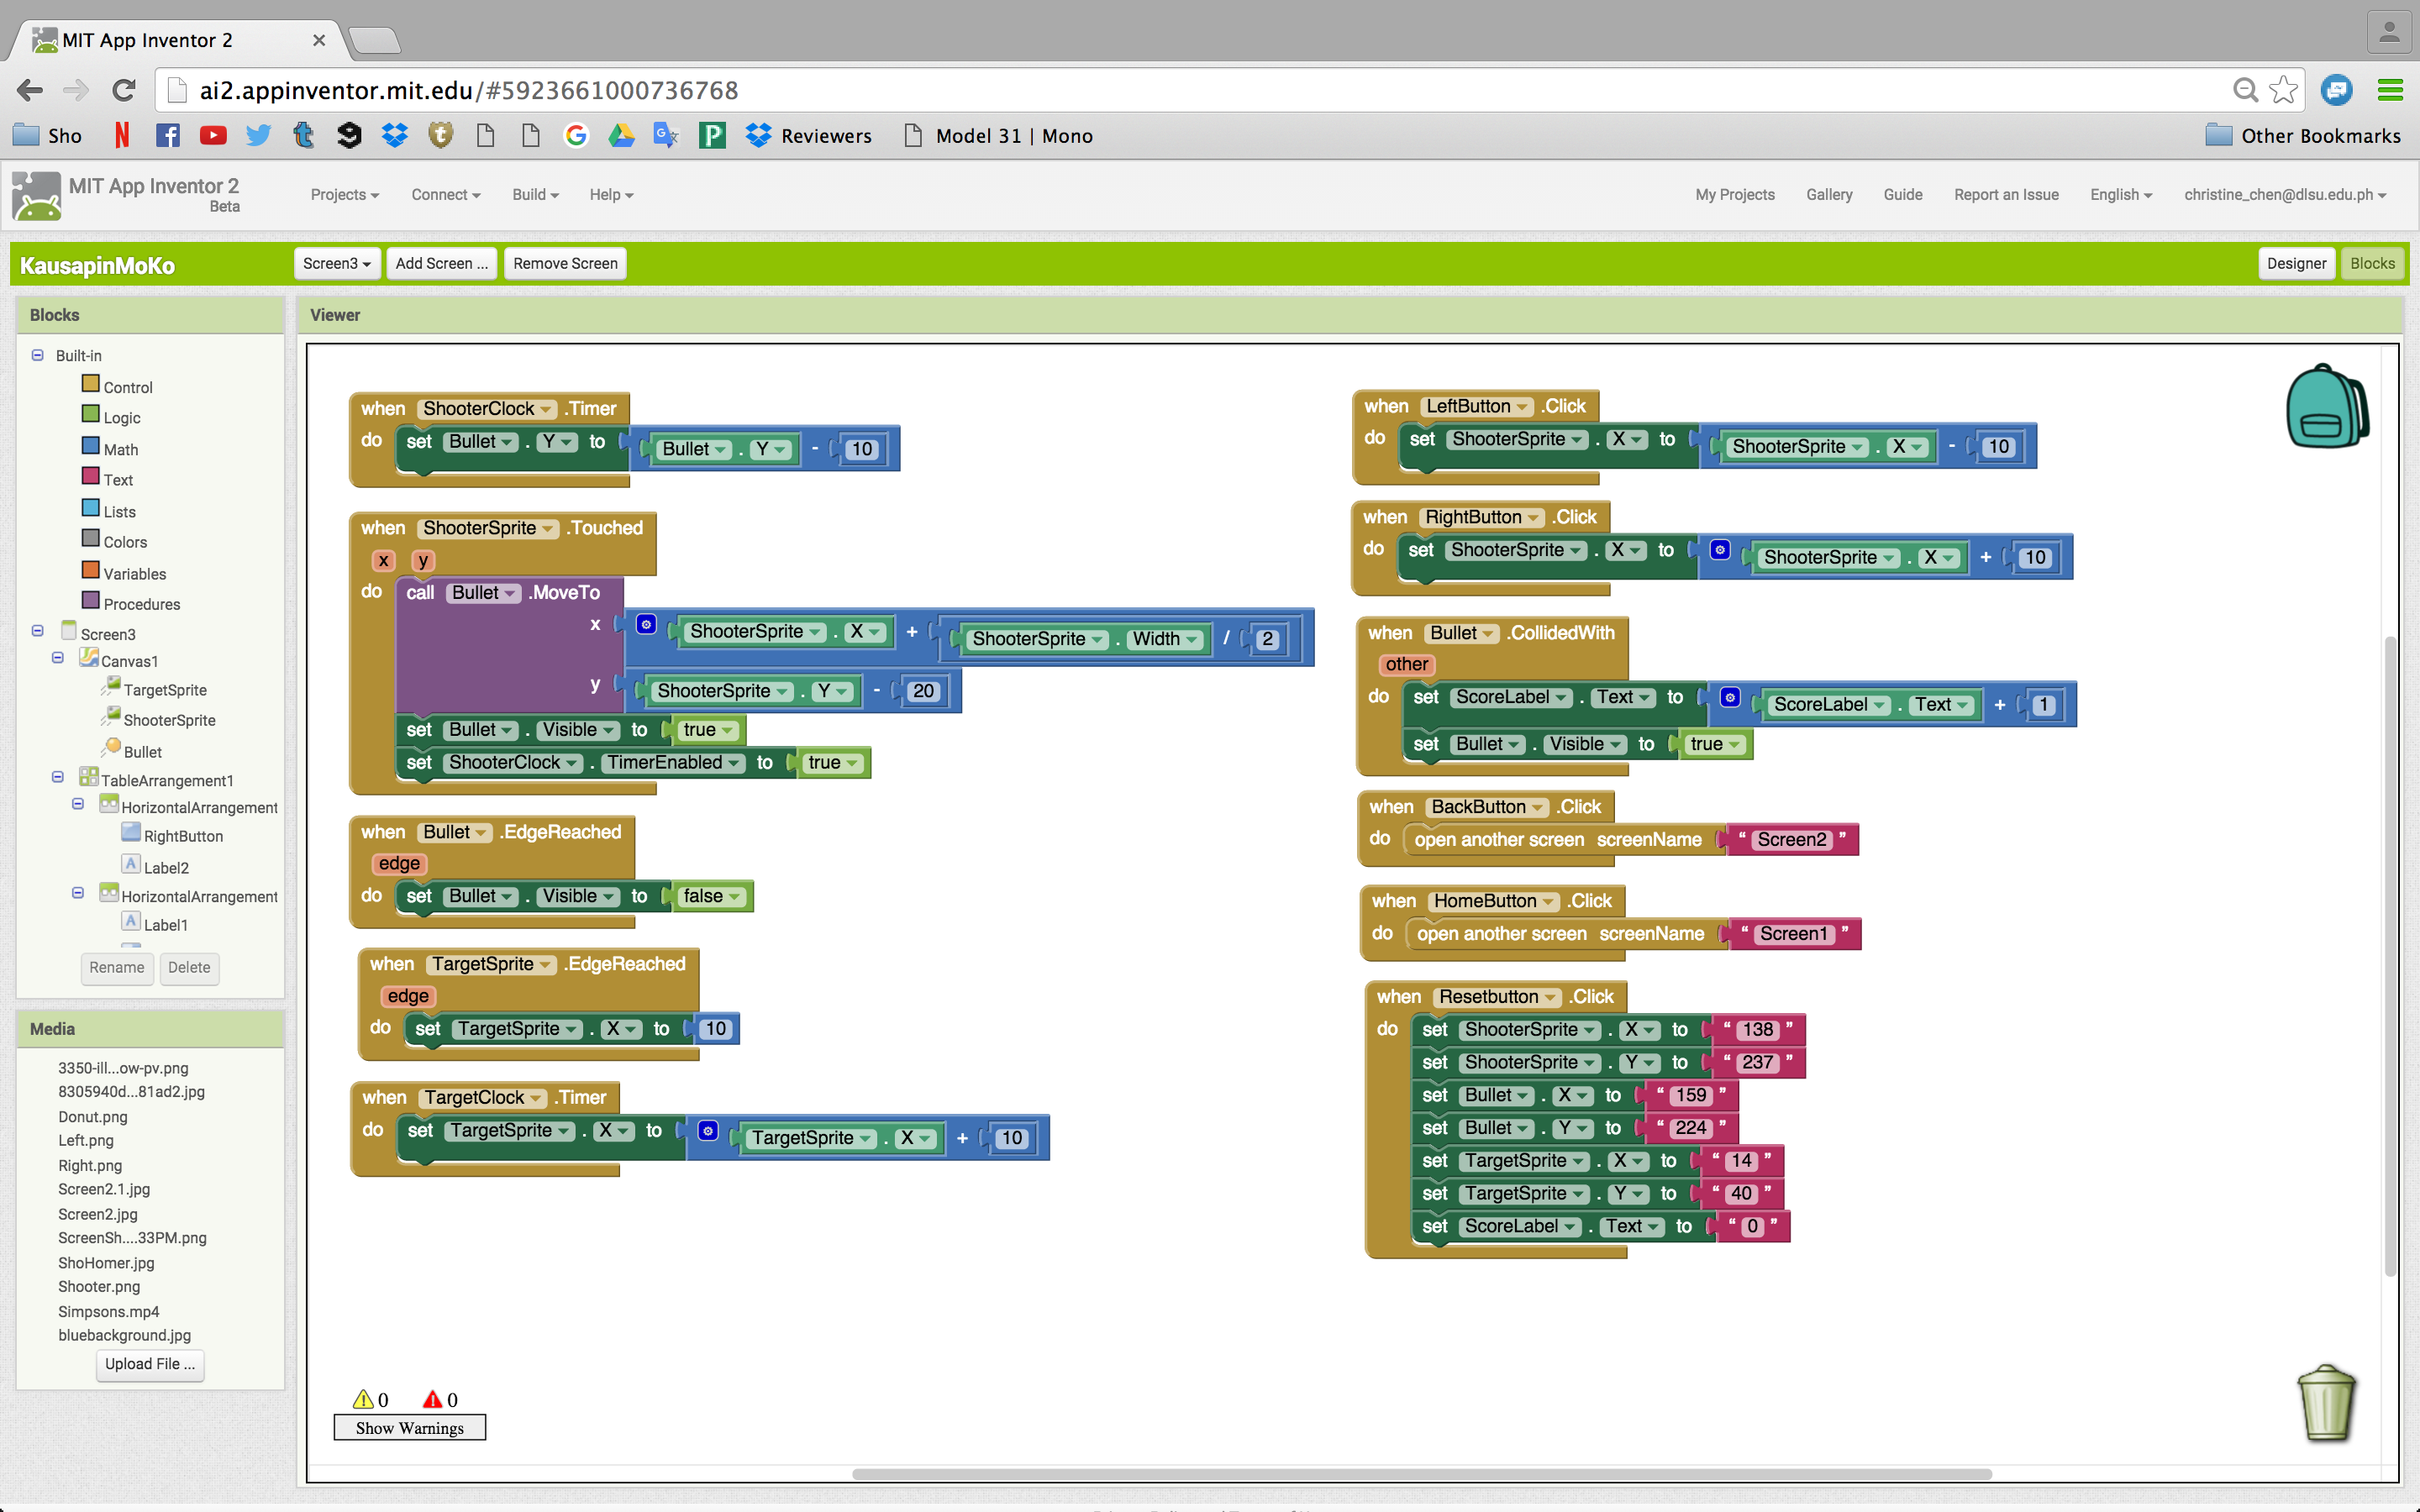 MIT App Inventor 2
ai2.appinventor.mit.edu/#5923661000736768
Sho
Reviewers
Model 31 | Mono
Other Bookmarks
MIT App Inventor 2
Beta
Projects
Connect
Build
Help
My Projects
Gallery
Guide
Report an Issue
English
christine_chen@dlsu.edu.ph
KausapinMoKo
Screen3
Add Screen ...
Remove Screen
Designer
Blocks
Blocks
Built-in
Control
Logic
Math
Text
Lists
Colors
Variables
Procedures
Screen3
Canvas1
TargetSprite
ShooterSprite
Bullet
TableArrangement1
HorizontalArrangement
RightButton
Label2
HorizontalArrangement
Label1
Rename
Delete
Media
3350-ill...ow-pv.png
8305940d...81ad2.jpg
Donut.png
Left.png
Right.png
Screen2.1.jpg
Screen2.jpg
ScreenSh....33PM.png
ShoHomer.jpg
Shooter.png
Simpsons.mp4
bluebackground.jpg
Upload File ...
Viewer
when ShooterClock .Timer
do set Bullet . Y to Bullet . Y - 10
when ShooterSprite .Touched
x y
do call Bullet .MoveTo
x ShooterSprite . X + ShooterSprite . Width / 2
y ShooterSprite . Y - 20
set Bullet . Visible to true
set ShooterClock . TimerEnabled to true
when Bullet .EdgeReached
edge
do set Bullet . Visible to false
when TargetSprite .EdgeReached
edge
do set TargetSprite . X to 10
when TargetClock .Timer
do set TargetSprite . X to TargetSprite . X + 10
when LeftButton .Click
do set ShooterSprite . X to ShooterSprite . X - 10
when RightButton .Click
do set ShooterSprite . X to ShooterSprite . X + 10
when Bullet .CollidedWith
other
do set ScoreLabel . Text to ScoreLabel . Text + 1
set Bullet . Visible to true
when BackButton .Click
do open another screen screenName “ Screen2 ”
when HomeButton .Click
do open another screen screenName “ Screen1 ”
when Resetbutton .Click
do set ShooterSprite . X to “ 138 ”
set ShooterSprite . Y to “ 237 ”
set Bullet . X to “ 159 ”
set Bullet . Y to “ 224 ”
set TargetSprite . X to “ 14 ”
set TargetSprite . Y to “ 40 ”
set ScoreLabel . Text to “ 0 ”
0 0
Show Warnings